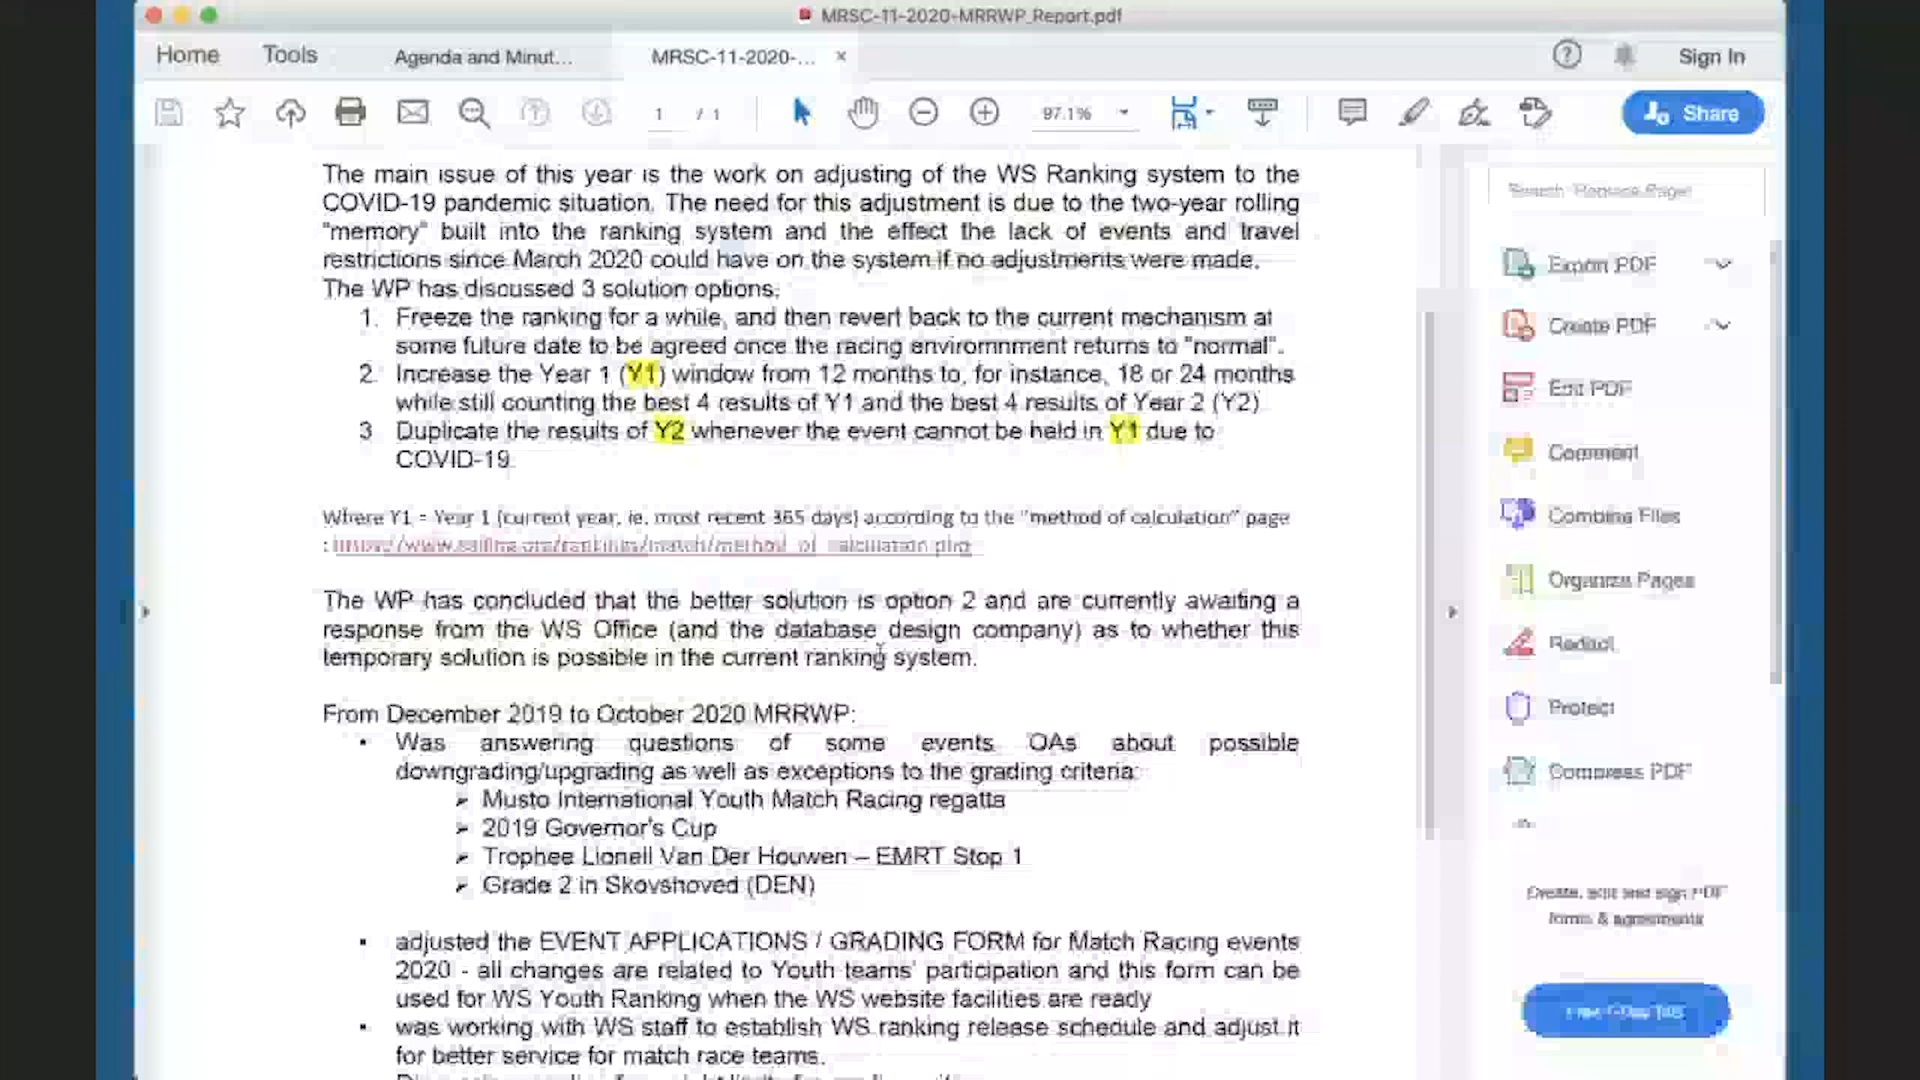 MRSC-11-2020-MRRWP_Report.pdf
Home Tools Agenda and Minut... MRSC-11-2020-... × Sign In
1 / 1 97.1% Share
The main issue of this year is the work on adjusting of the WS Ranking system to the
COVID-19 pandemic situation. The need for this adjustment is due to the two-year rolling
"memory" built into the ranking system and the effect the lack of events and travel
restrictions since March 2020 could have on the system if no adjustments were made.
The WP has discussed 3 solution options:
1. Freeze the ranking for a while, and then revert back to the current mechanism at
some future date to be agreed once the racing enviromnment returns to "normal".
2. Increase the Year 1 (Y1) window from 12 months to, for instance, 18 or 24 months
while still counting the best 4 results of Y1 and the best 4 results of Year 2 (Y2)
3. Duplicate the results of Y2 whenever the event cannot be held in Y1 due to
COVID-19.
Where Y1 = Year 1 (current year, ie. most recent 365 days) according to the "method of calculation" page
: https://www.sailing.org/rankings/match/method_of_calculation.php
The WP has concluded that the better solution is option 2 and are currently awaiting a
response from the WS Office (and the database design company) as to whether this
temporary solution is possible in the current ranking system.
From December 2019 to October 2020 MRRWP:
• Was answering questions of some events OAs about possible
downgrading/upgrading as well as exceptions to the grading criteria:
➢ Musto International Youth Match Racing regatta
➢ 2019 Governor's Cup
➢ Trophee Lionell Van Der Houwen – EMRT Stop 1
➢ Grade 2 in Skovshoved (DEN)
• adjusted the EVENT APPLICATIONS / GRADING FORM for Match Racing events
2020 - all changes are related to Youth teams' participation and this form can be
used for WS Youth Ranking when the WS website facilities are ready
• was working with WS staff to establish WS ranking release schedule and adjust it
for better service for match race teams.
Export PDF
Create PDF
Edit PDF
Comment
Combine Files
Organize Pages
Redact
Protect
Compress PDF
Create, edit and sign PDF
forms & agreements